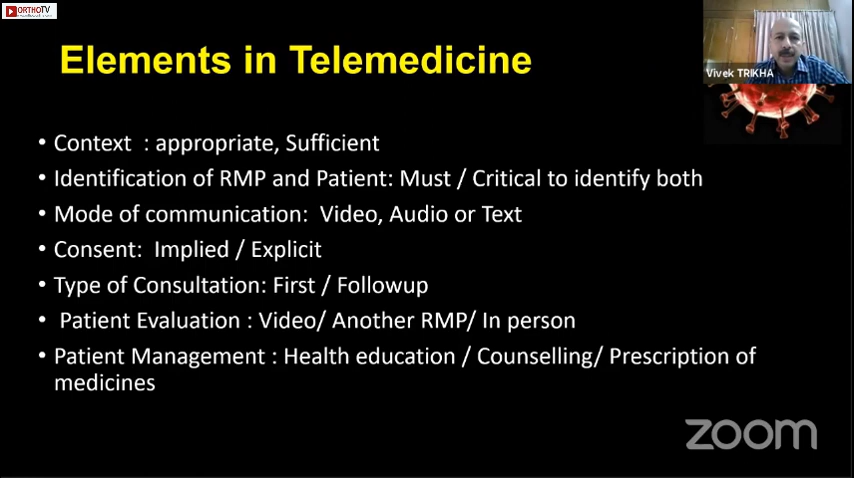 ORTHOTV
Elements in Telemedicine
Vivek TRIKHA
• Context : appropriate, Sufficient
• Identification of RMP and Patient: Must / Critical to identify both
• Mode of communication: Video, Audio or Text
• Consent: Implied / Explicit
• Type of Consultation: First / Followup
• Patient Evaluation : Video/ Another RMP/ In person
• Patient Management : Health education / Counselling/ Prescription of
medicines
zoom